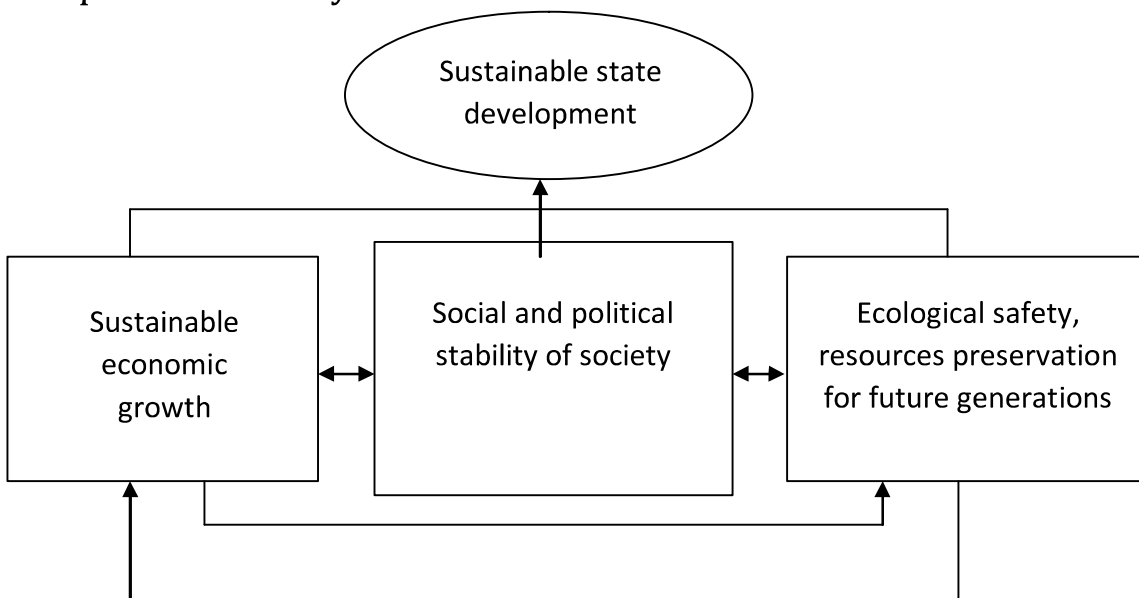 Sustainable state
development
Sustainable
economic
growth
Social and political
stability of society
Ecological safety,
resources preservation
for future generations